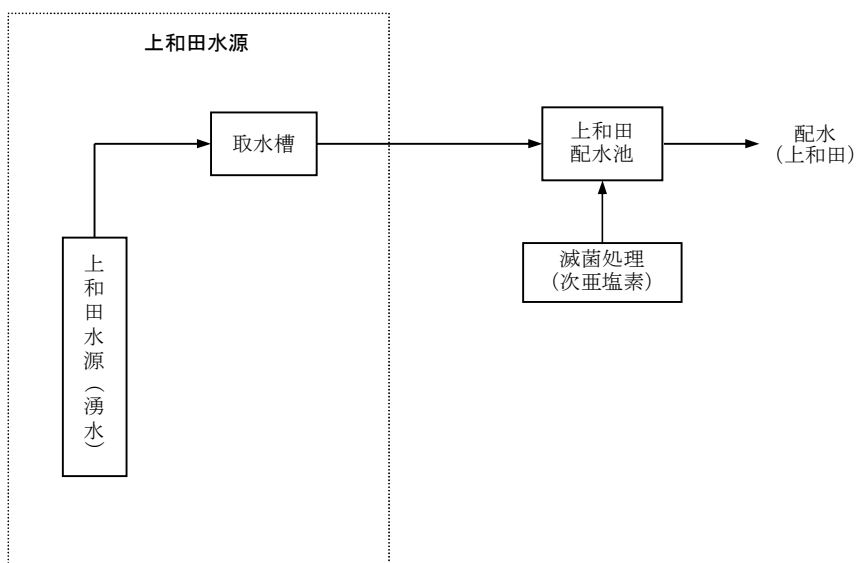 上和田水源
取水槽
上和田
配水池
配水
（上和田）
滅菌処理
（次亜塩素）
上和田水源（湧水）